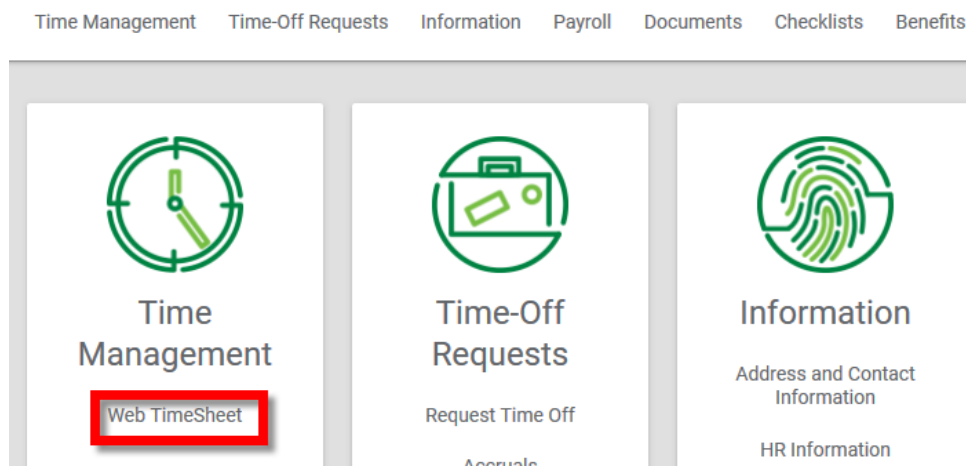 Time Management Time-Off Requests Information Payroll Documents Checklists Benefits
Time
Management
Web TimeSheet
Time-Off
Requests
Request Time Off
Accruals
Information
Address and Contact
Information
HR Information